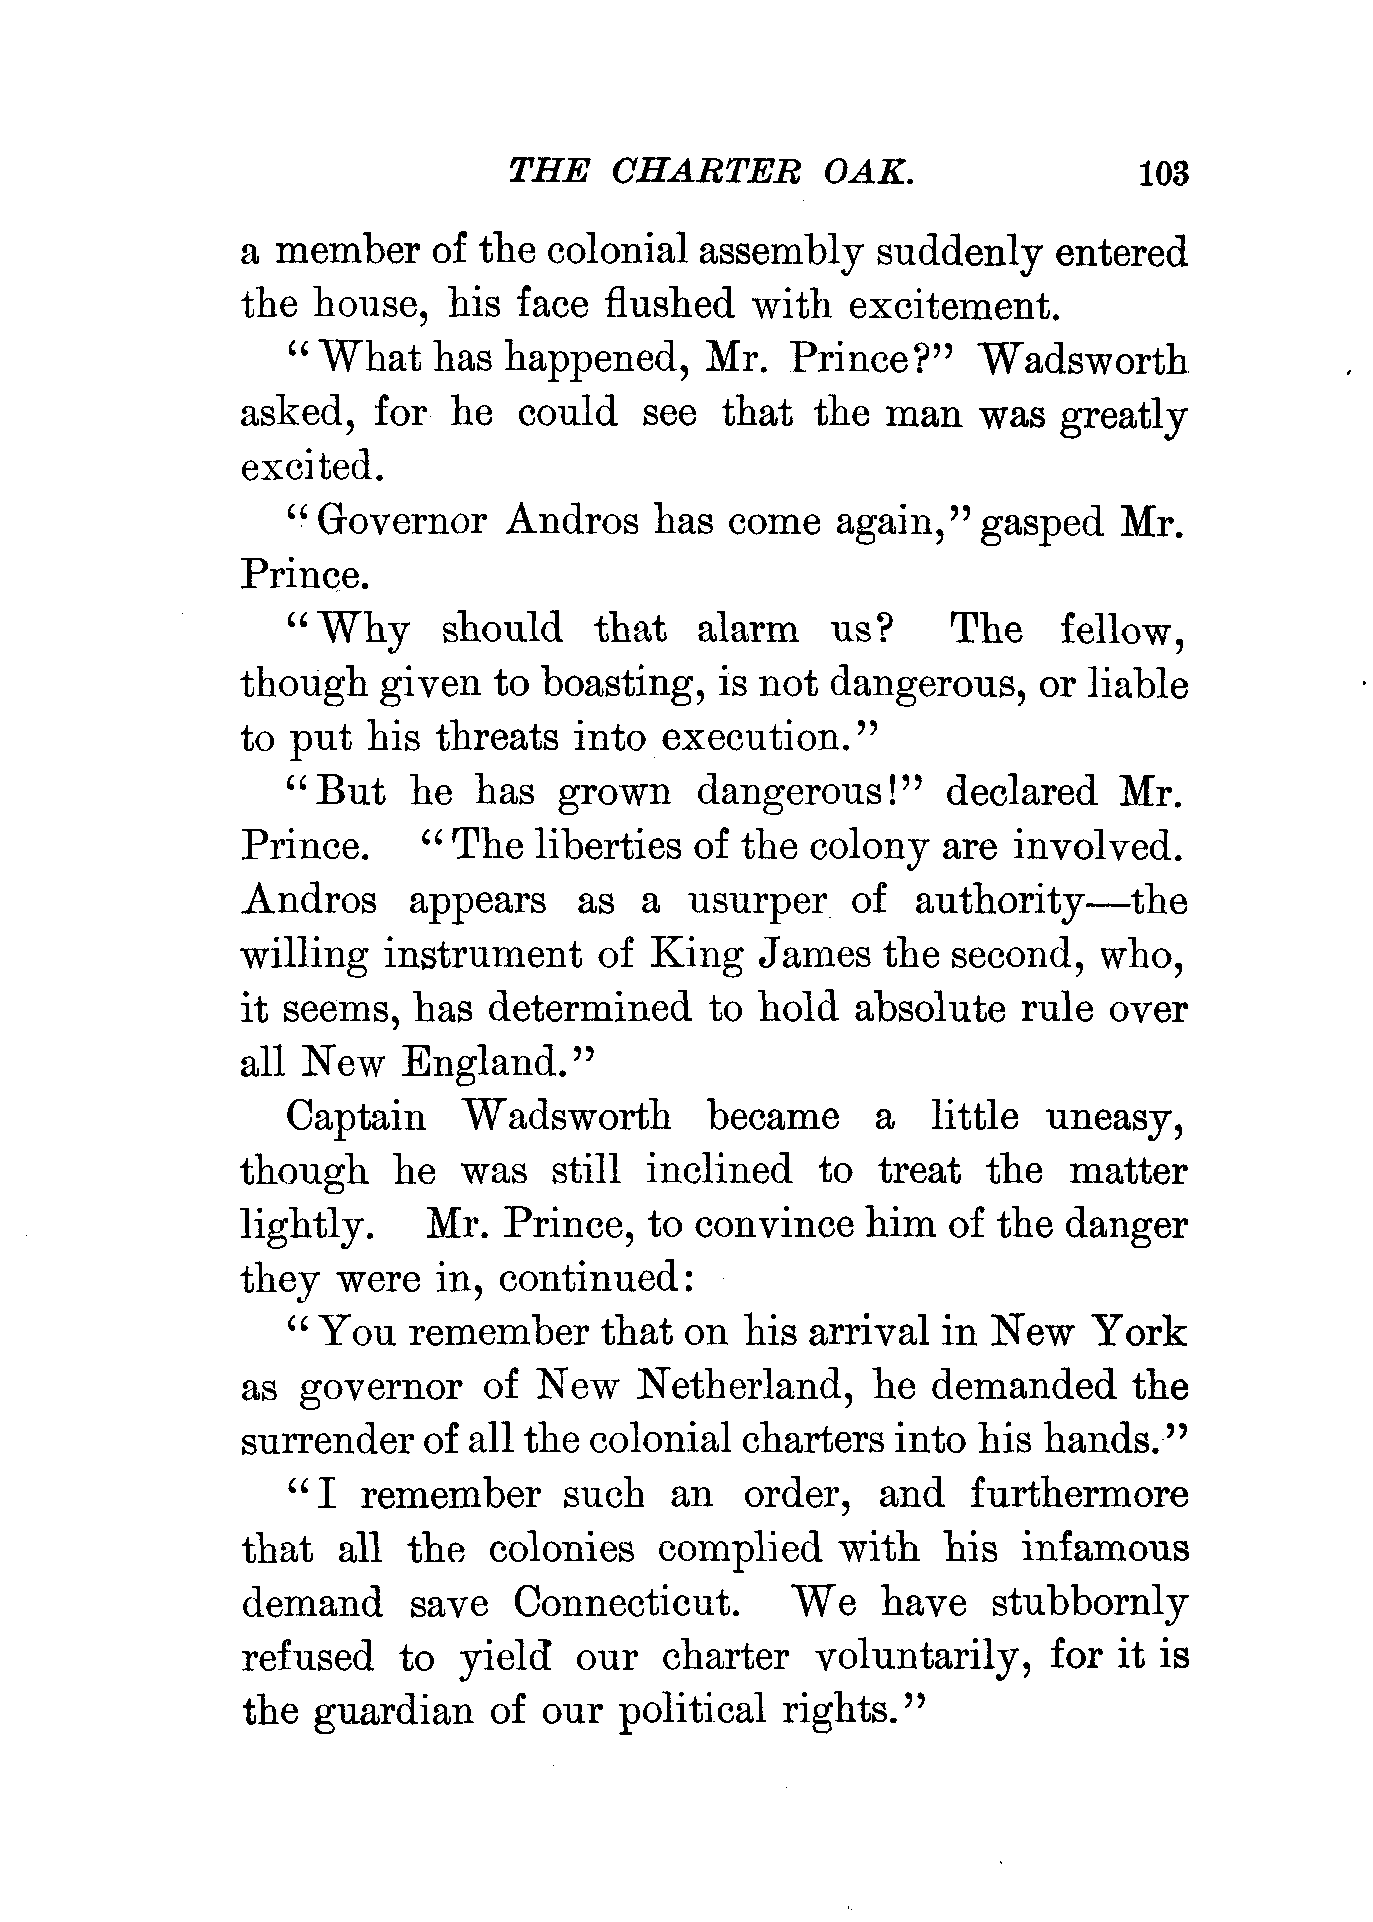 THE CHARTER OAK. 103
a member of the colonial assembly suddenly entered
the house, his face flushed with excitement.
"What has happened, Mr. Prince?" Wadsworth
asked, for he could see that the man was greatly
excited.
"Governor Andros has come again," gasped Mr.
Prince.
"Why should that alarm us? The fellow,
though given to boasting, is not dangerous, or liable
to put his threats into execution."
"But he has grown dangerous!" declared Mr.
Prince. "The liberties of the colony are involved.
Andros appears as a usurper of authority—the
willing instrument of King James the second, who,
it seems, has determined to hold absolute rule over
all New England."
Captain Wadsworth became a little uneasy,
though he was still inclined to treat the matter
lightly. Mr. Prince, to convince him of the danger
they were in, continued:
"You remember that on his arrival in New York
as governor of New Netherland, he demanded the
surrender of all the colonial charters into his hands."
"I remember such an order, and furthermore
that all the colonies complied with his infamous
demand save Connecticut. We have stubbornly
refused to yield our charter voluntarily, for it is
the guardian of our political rights."